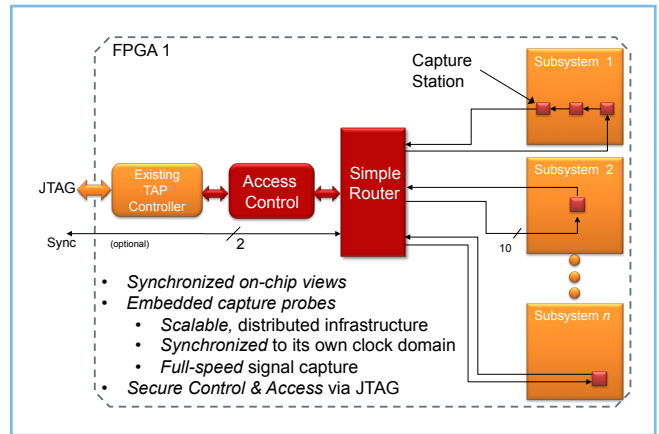 FPGA 1
Capture
Station
Subsystem 1
JTAG
Existing
TAP
Controller
Access
Control
Simple
Router
Subsystem 2
Sync
(optional)
2
10
• Synchronized on-chip views
• Embedded capture probes
• Scalable, distributed infrastructure
• Synchronized to its own clock domain
• Full-speed signal capture
• Secure Control & Access via JTAG
Subsystem n